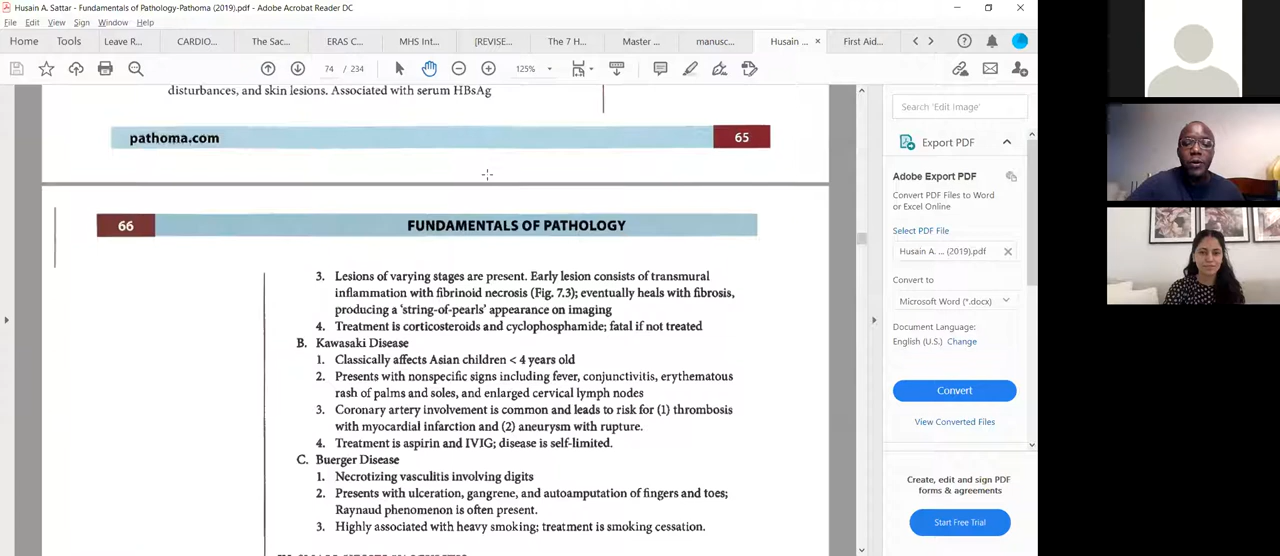 Husain A. Sattar - Fundamentals of Pathology-Pathoma (2019).pdf - Adobe Acrobat Reader DC
File Edit View Sign Window Help
Home Tools Leave R... CARDIO... The Sac... ERAS C... MHS Int... [REVISE... The 7 H... Master ... manusc... Husain ... × First Aid...
74 / 234 125%
disturbances, and skin lesions. Associated with serum HBsAg
pathoma.com 65
66 FUNDAMENTALS OF PATHOLOGY
3. Lesions of varying stages are present. Early lesion consists of transmural
inflammation with fibrinoid necrosis (Fig. 7.3); eventually heals with fibrosis,
producing a 'string-of-pearls' appearance on imaging
4. Treatment is corticosteroids and cyclophosphamide; fatal if not treated
B. Kawasaki Disease
1. Classically affects Asian children < 4 years old
2. Presents with nonspecific signs including fever, conjunctivitis, erythematous
rash of palms and soles, and enlarged cervical lymph nodes
3. Coronary artery involvement is common and leads to risk for (1) thrombosis
with myocardial infarction and (2) aneurysm with rupture.
4. Treatment is aspirin and IVIG; disease is self-limited.
C. Buerger Disease
1. Necrotizing vasculitis involving digits
2. Presents with ulceration, gangrene, and autoamputation of fingers and toes;
Raynaud phenomenon is often present.
3. Highly associated with heavy smoking; treatment is smoking cessation.
Search 'Edit Image'
Export PDF
Adobe Export PDF
Convert PDF Files to Word
or Excel Online
Select PDF File
Husain A. ... (2019).pdf
Convert to
Microsoft Word (*.docx)
Document Language:
English (U.S.) Change
Convert
View Converted Files
Create, edit and sign PDF
forms & agreements
Start Free Trial